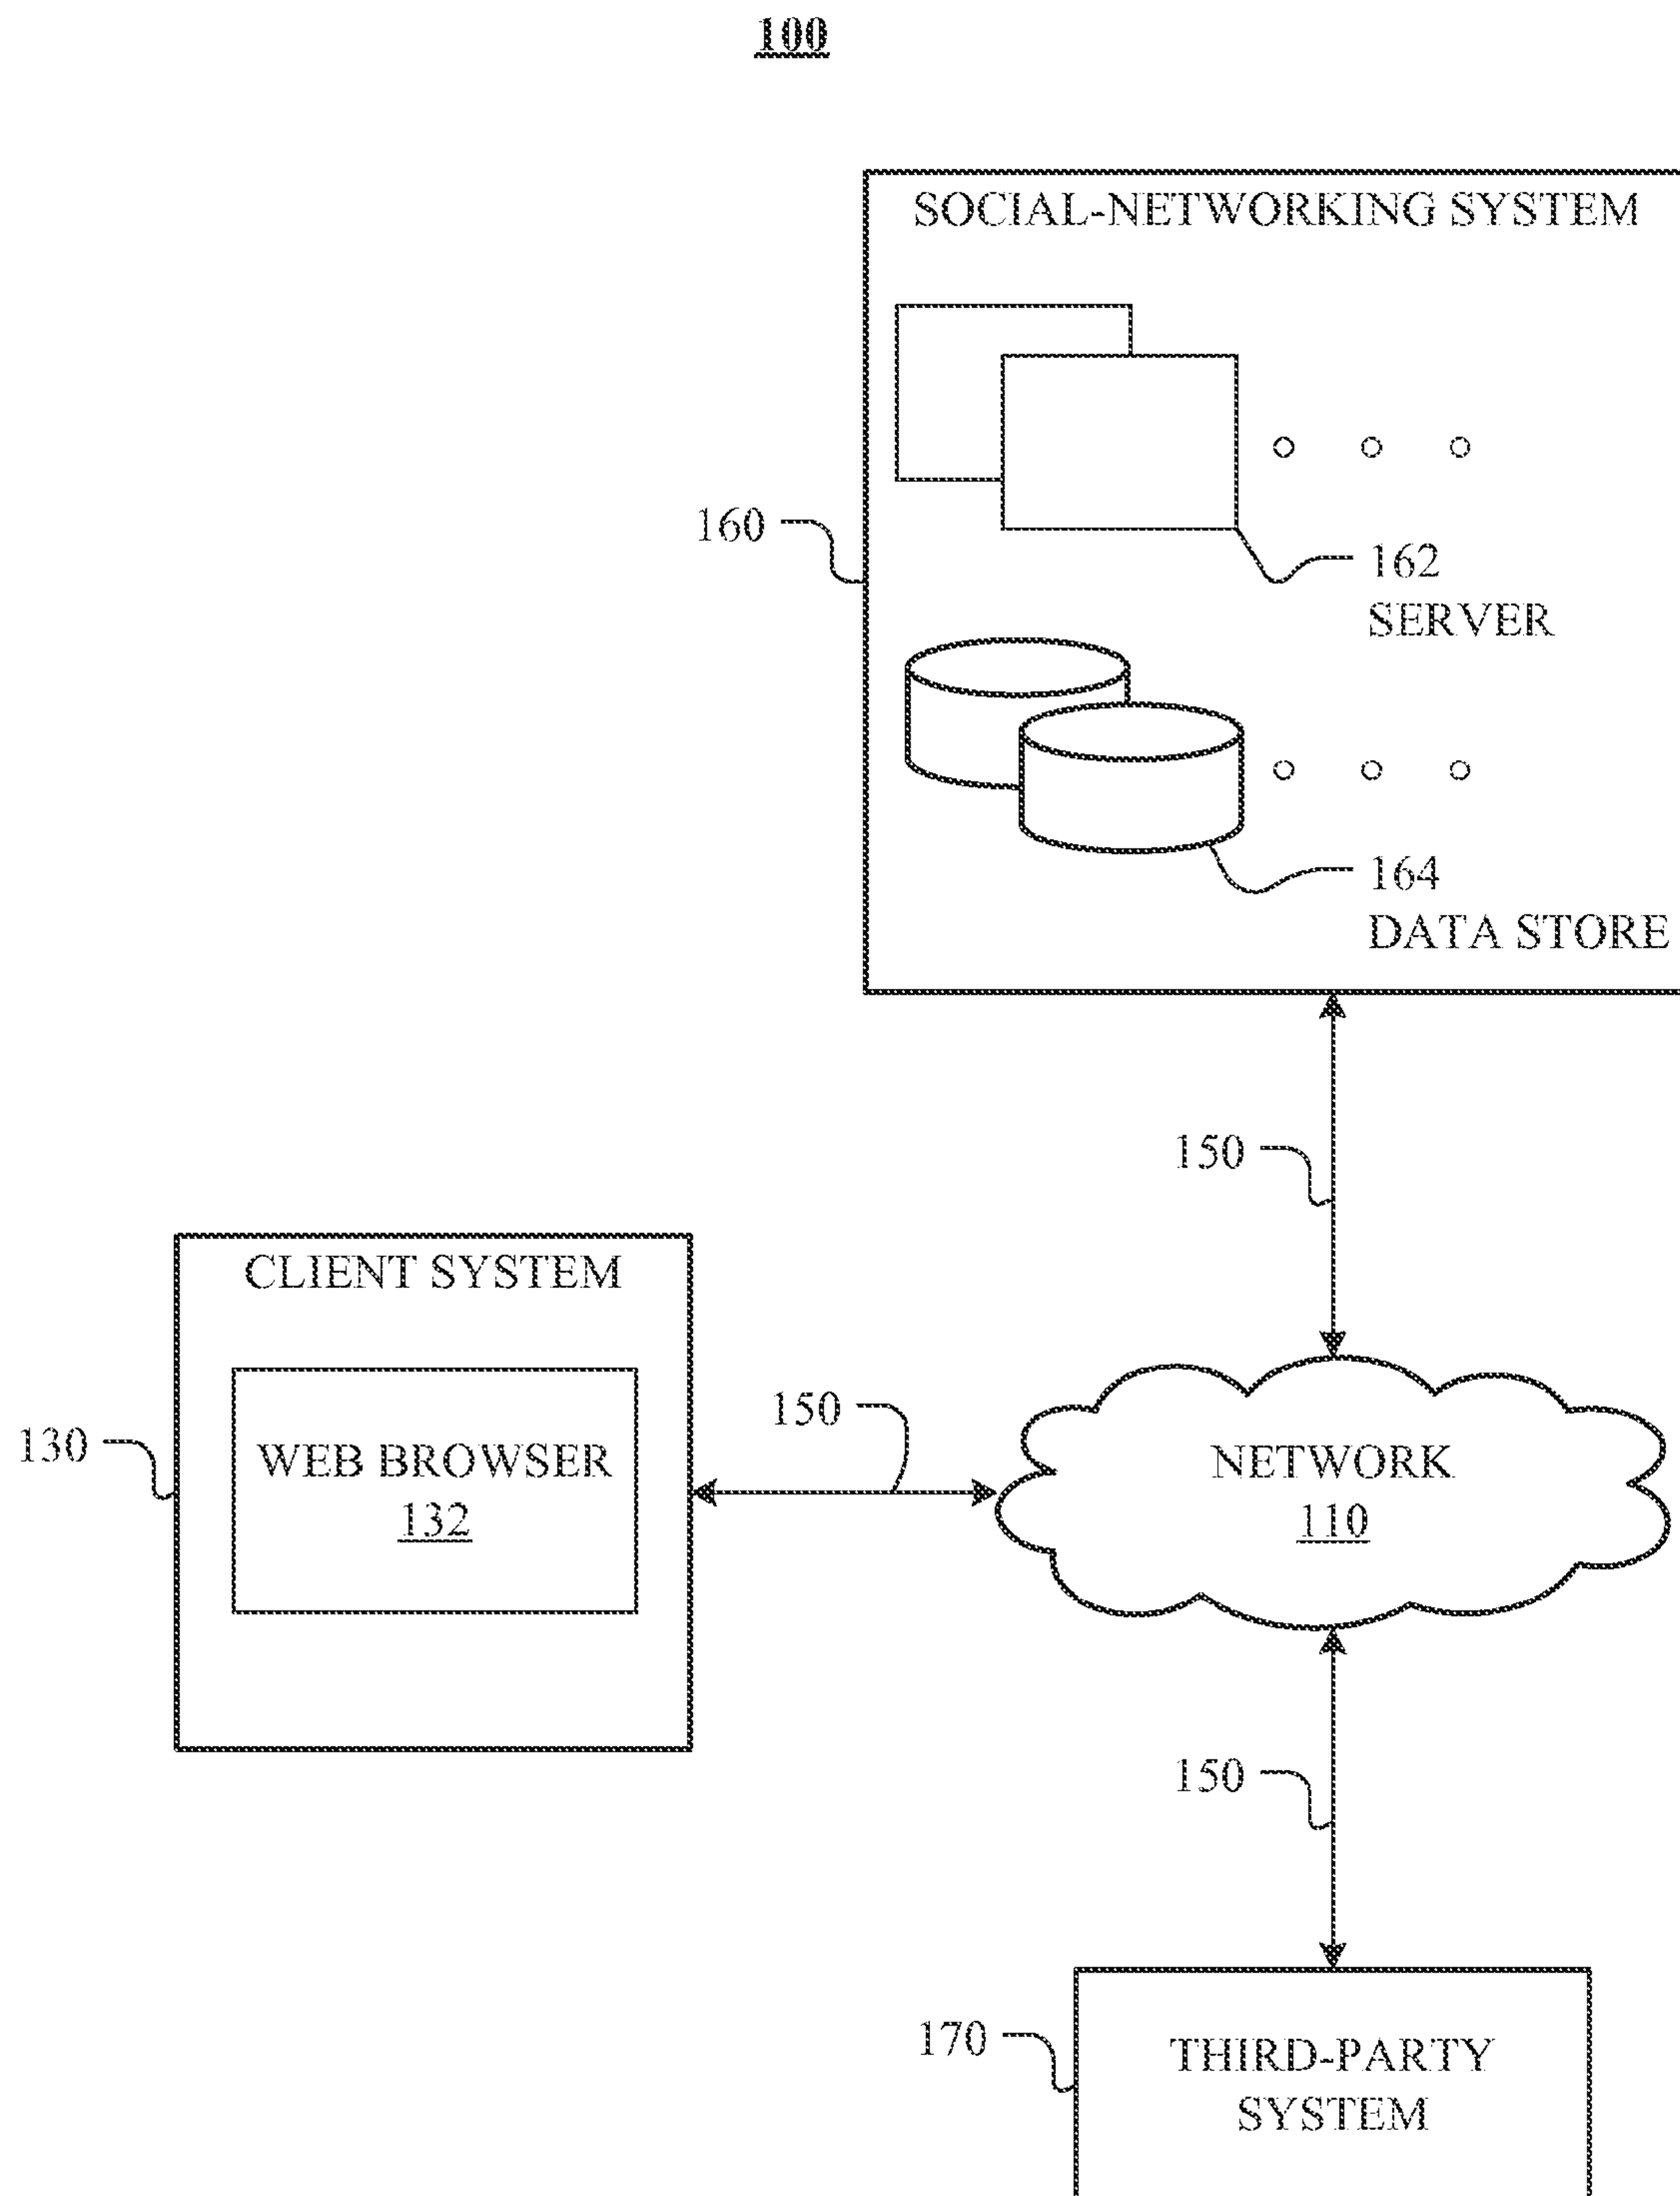 100
SOCIAL-NETWORKING SYSTEM
160
162
SERVER
164
DATA STORE
150
CLIENT SYSTEM
130
WEB BROWSER
132
150
NETWORK
110
150
170
THIRD-PARTY
SYSTEM